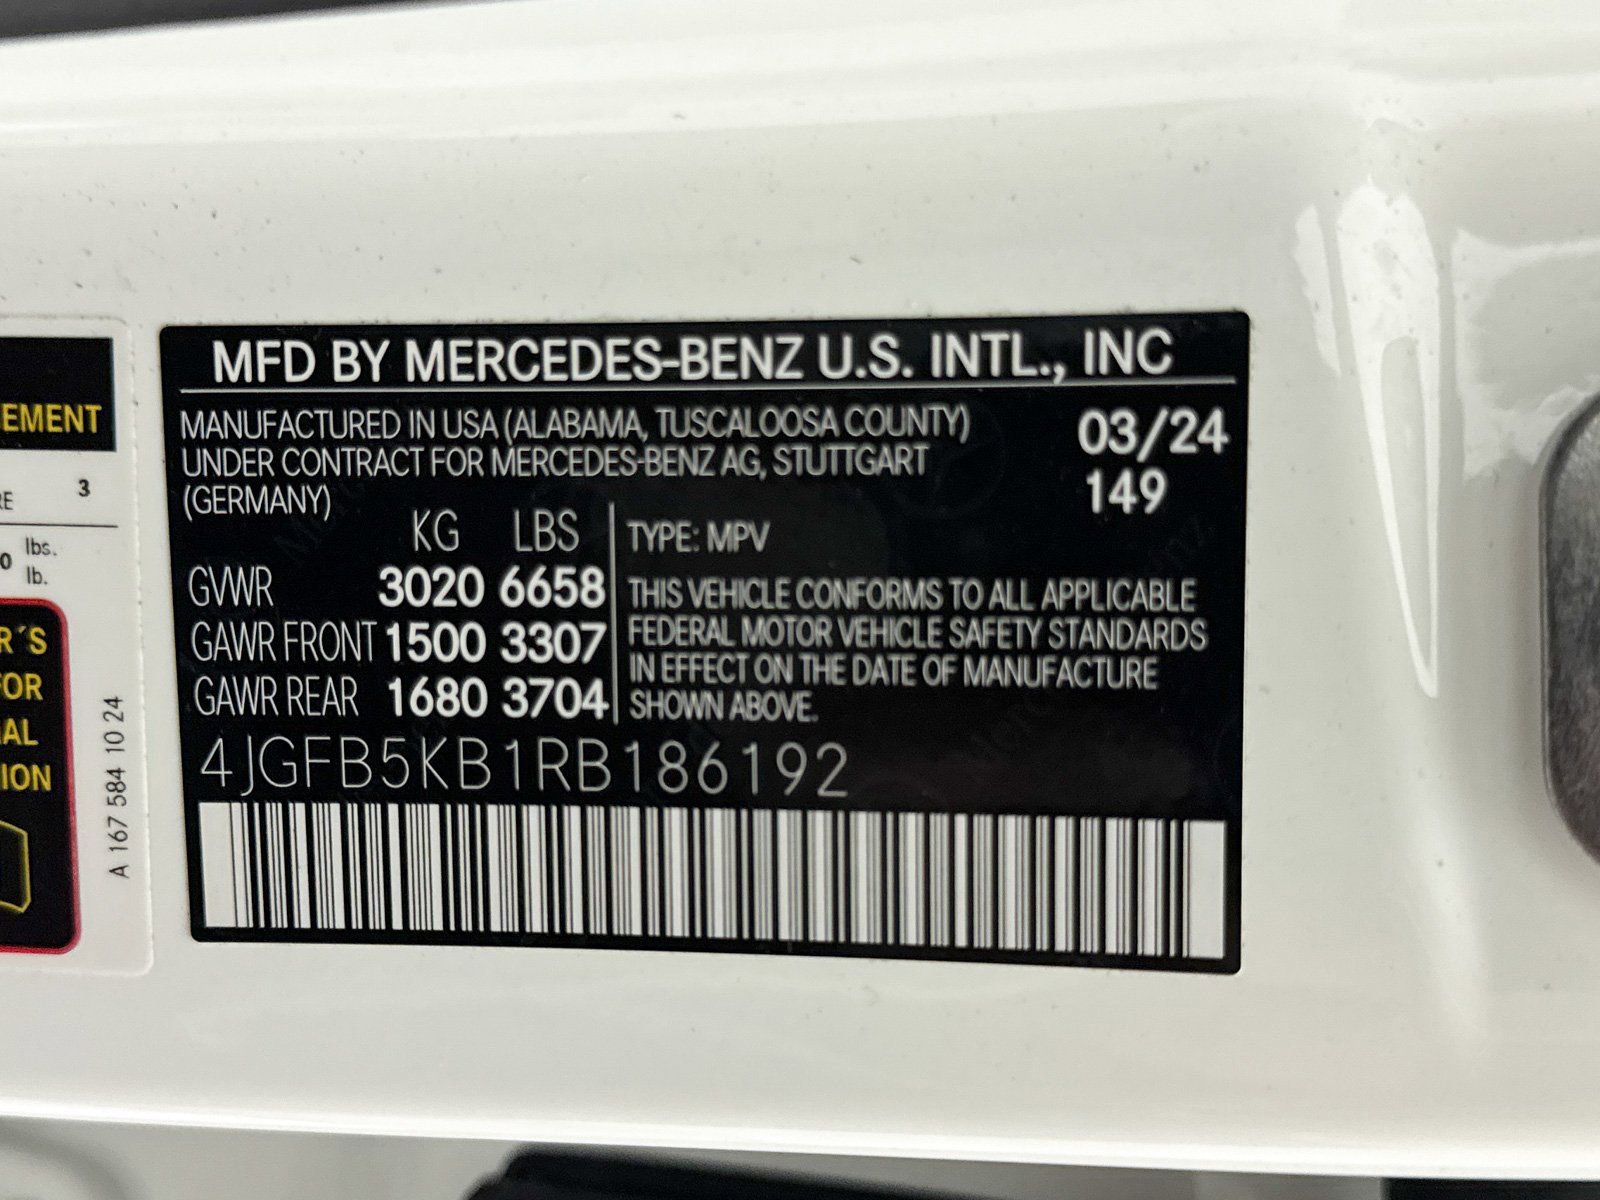 MFD BY MERCEDES-BENZ U.S. INTL., INC
MANUFACTURED IN USA (ALABAMA, TUSCALOOSA COUNTY)
UNDER CONTRACT FOR MERCEDES-BENZ AG, STUTTGART
(GERMANY)
03/24
149
KG LBS
GVWR 3020 6658
GAWR FRONT 1500 3307
GAWR REAR 1680 3704
TYPE: MPV
THIS VEHICLE CONFORMS TO ALL APPLICABLE
FEDERAL MOTOR VEHICLE SAFETY STANDARDS
IN EFFECT ON THE DATE OF MANUFACTURE
SHOWN ABOVE.
4JGFB5KB1RB186192
EMENT
RE 3
0 lbs.
lb.
R´S
FOR
IAL
ION
A 167 584 10 24